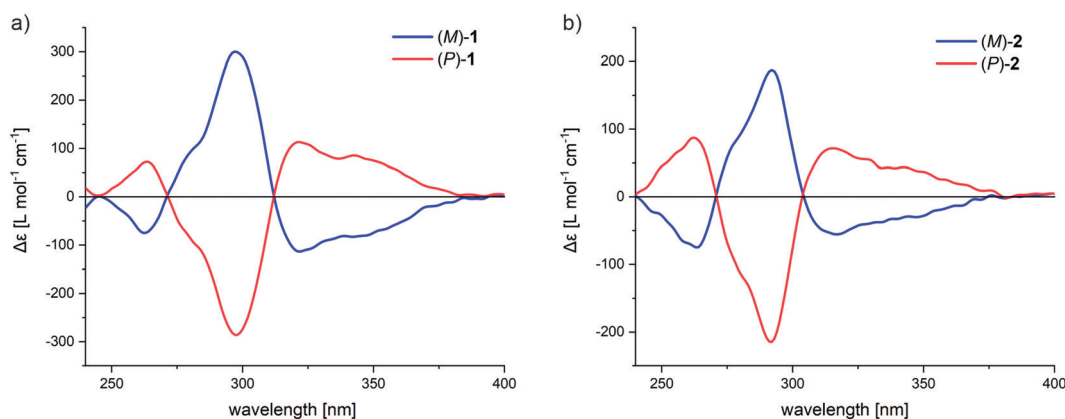 a)
(M)-1
(P)-1
300
200
100
0
-100
-200
-300
Δε [L mol⁻¹ cm⁻¹]
250
300
350
400
wavelength [nm]
b)
(M)-2
(P)-2
200
100
0
-100
-200
Δε [L mol⁻¹ cm⁻¹]
250
300
350
400
wavelength [nm]